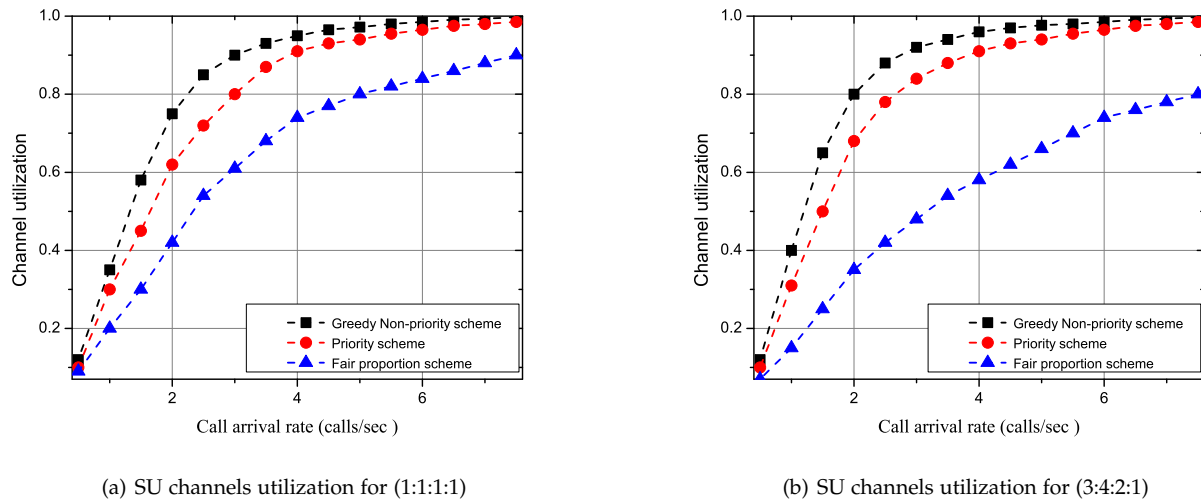 1.0
0.8
0.6
0.4
0.2
Channel utilization
2
4
6
Call arrival rate (calls/sec )
Greedy Non-priority scheme
Priority scheme
Fair proportion scheme
(a) SU channels utilization for (1:1:1:1)
1.0
0.8
0.6
0.4
0.2
Channel utilization
2
4
6
Call arrival rate (calls/sec )
Greedy Non-priority scheme
Priority scheme
Fair proportion scheme
(b) SU channels utilization for (3:4:2:1)